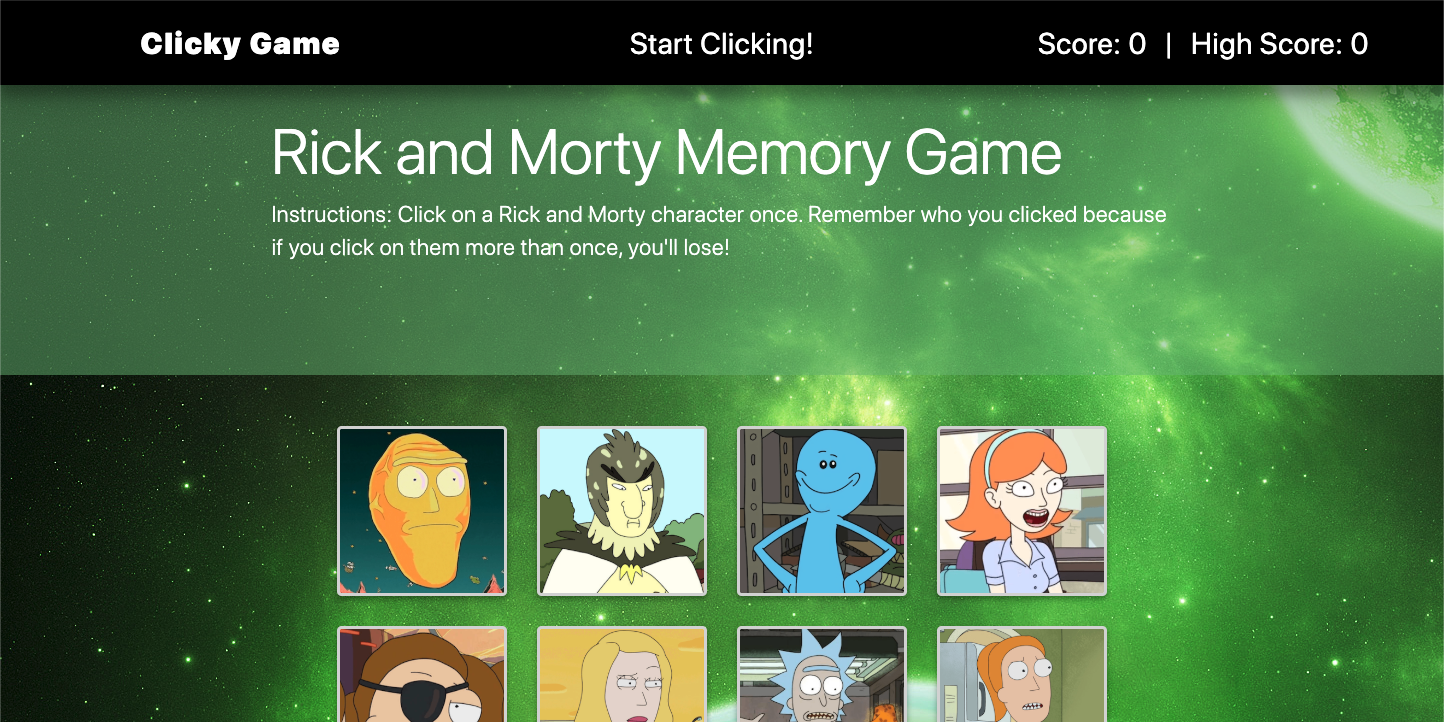 Clicky Game
Start Clicking!
Score: 0 | High Score: 0
Rick and Morty Memory Game
Instructions: Click on a Rick and Morty character once. Remember who you clicked because
if you click on them more than once, you'll lose!